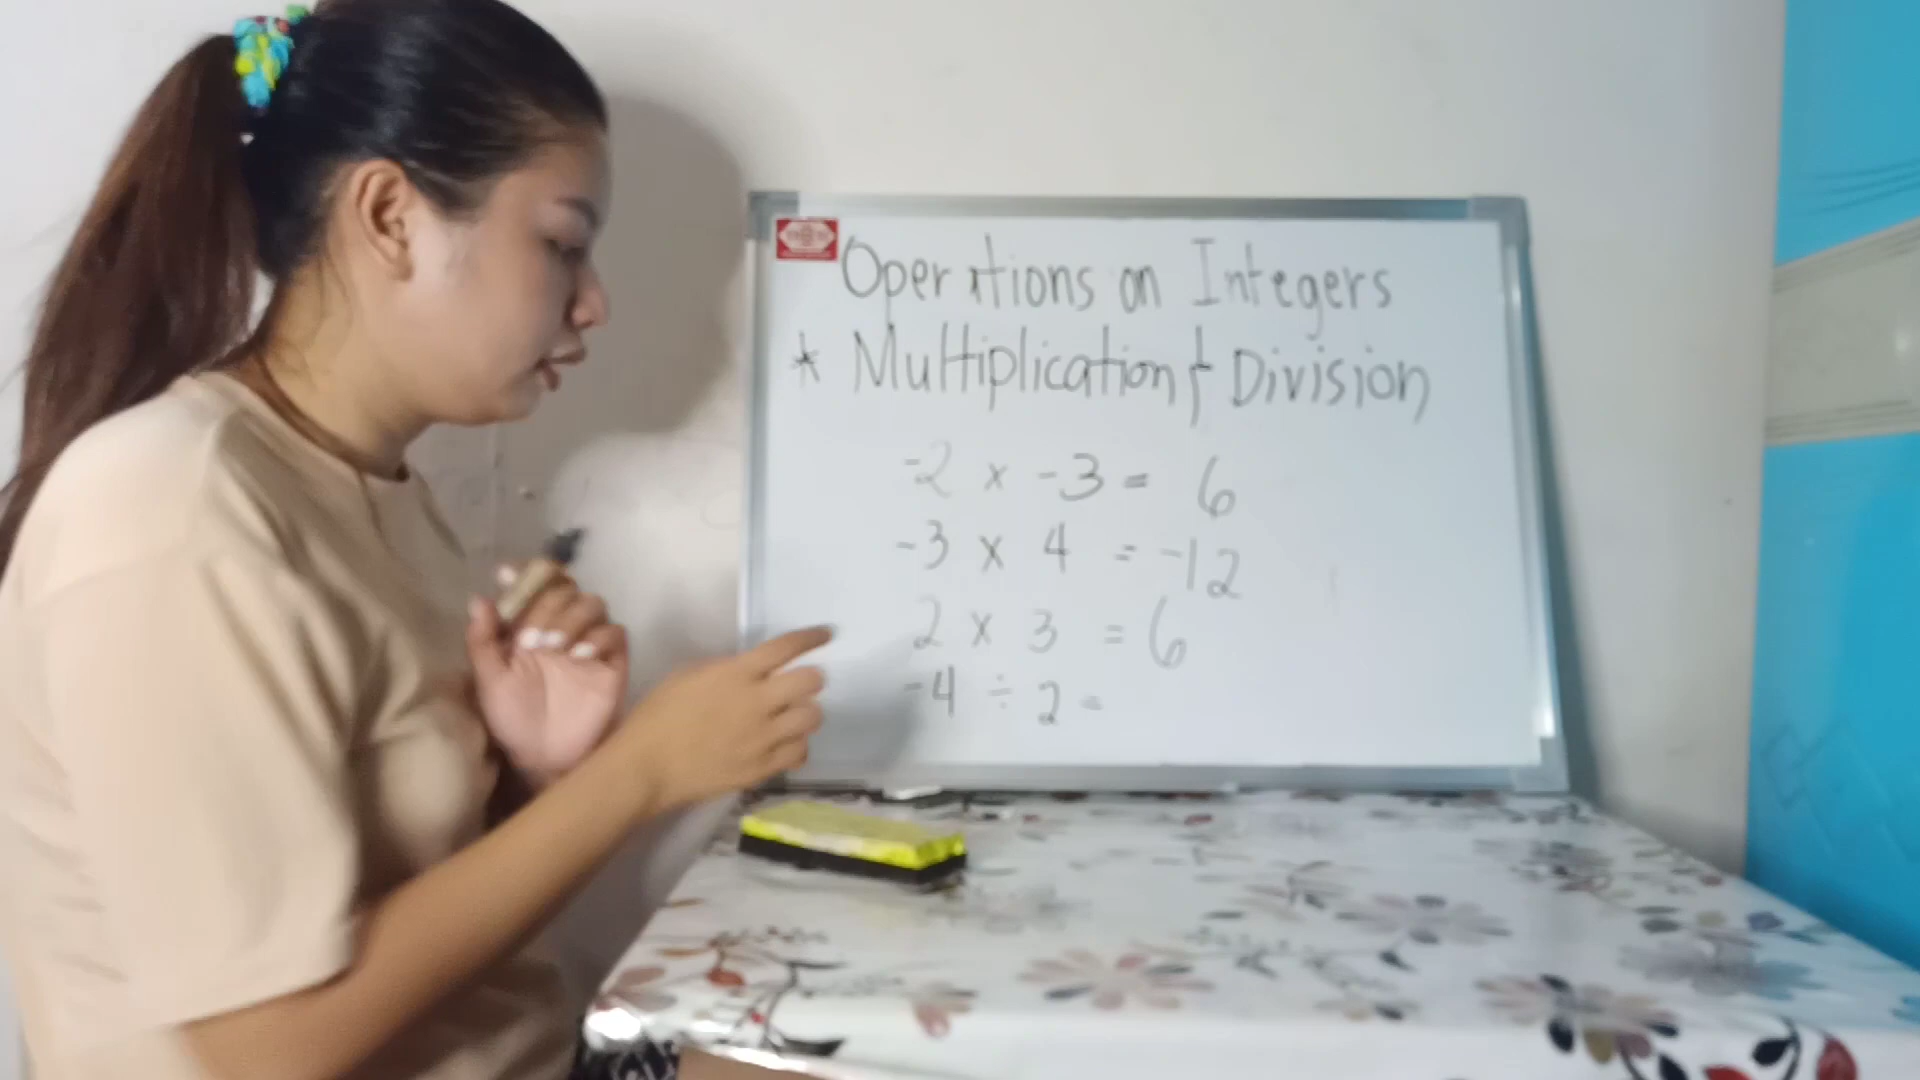 Operations on Integers
* Multiplication & Division
-2 x -3 = 6
-3 x 4 = -12
2 x 3 = 6
-4 ÷ 2 =